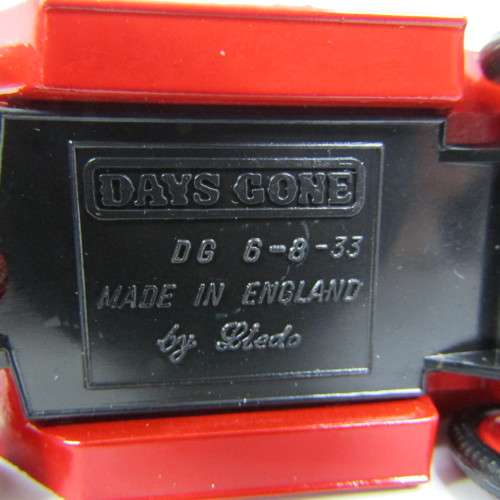 DAYS GONE
DG 6-8-33
MADE IN ENGLAND
by Lledo